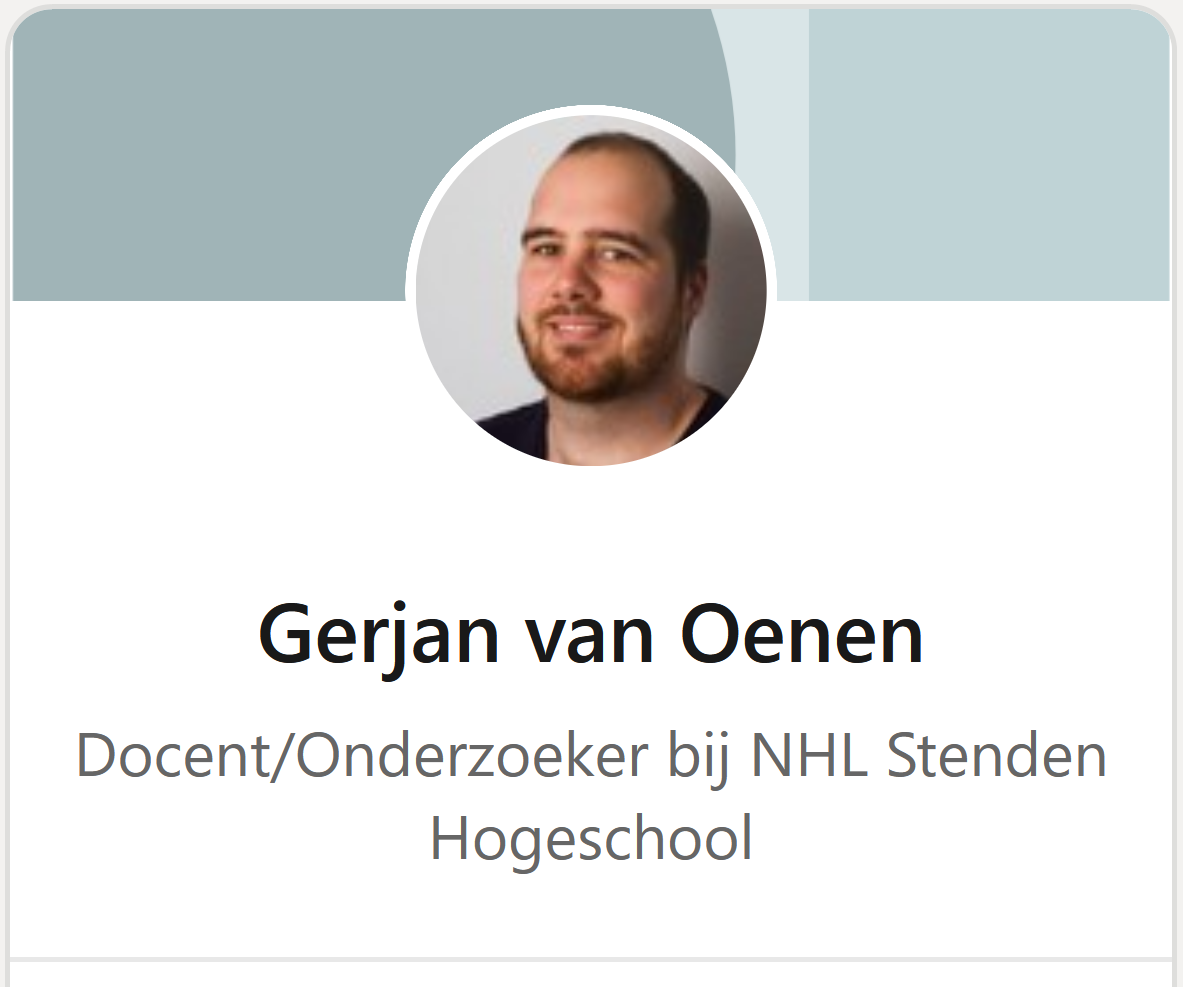 Gerjan van Oenen
Docent/Onderzoeker bij NHL Stenden
Hogeschool